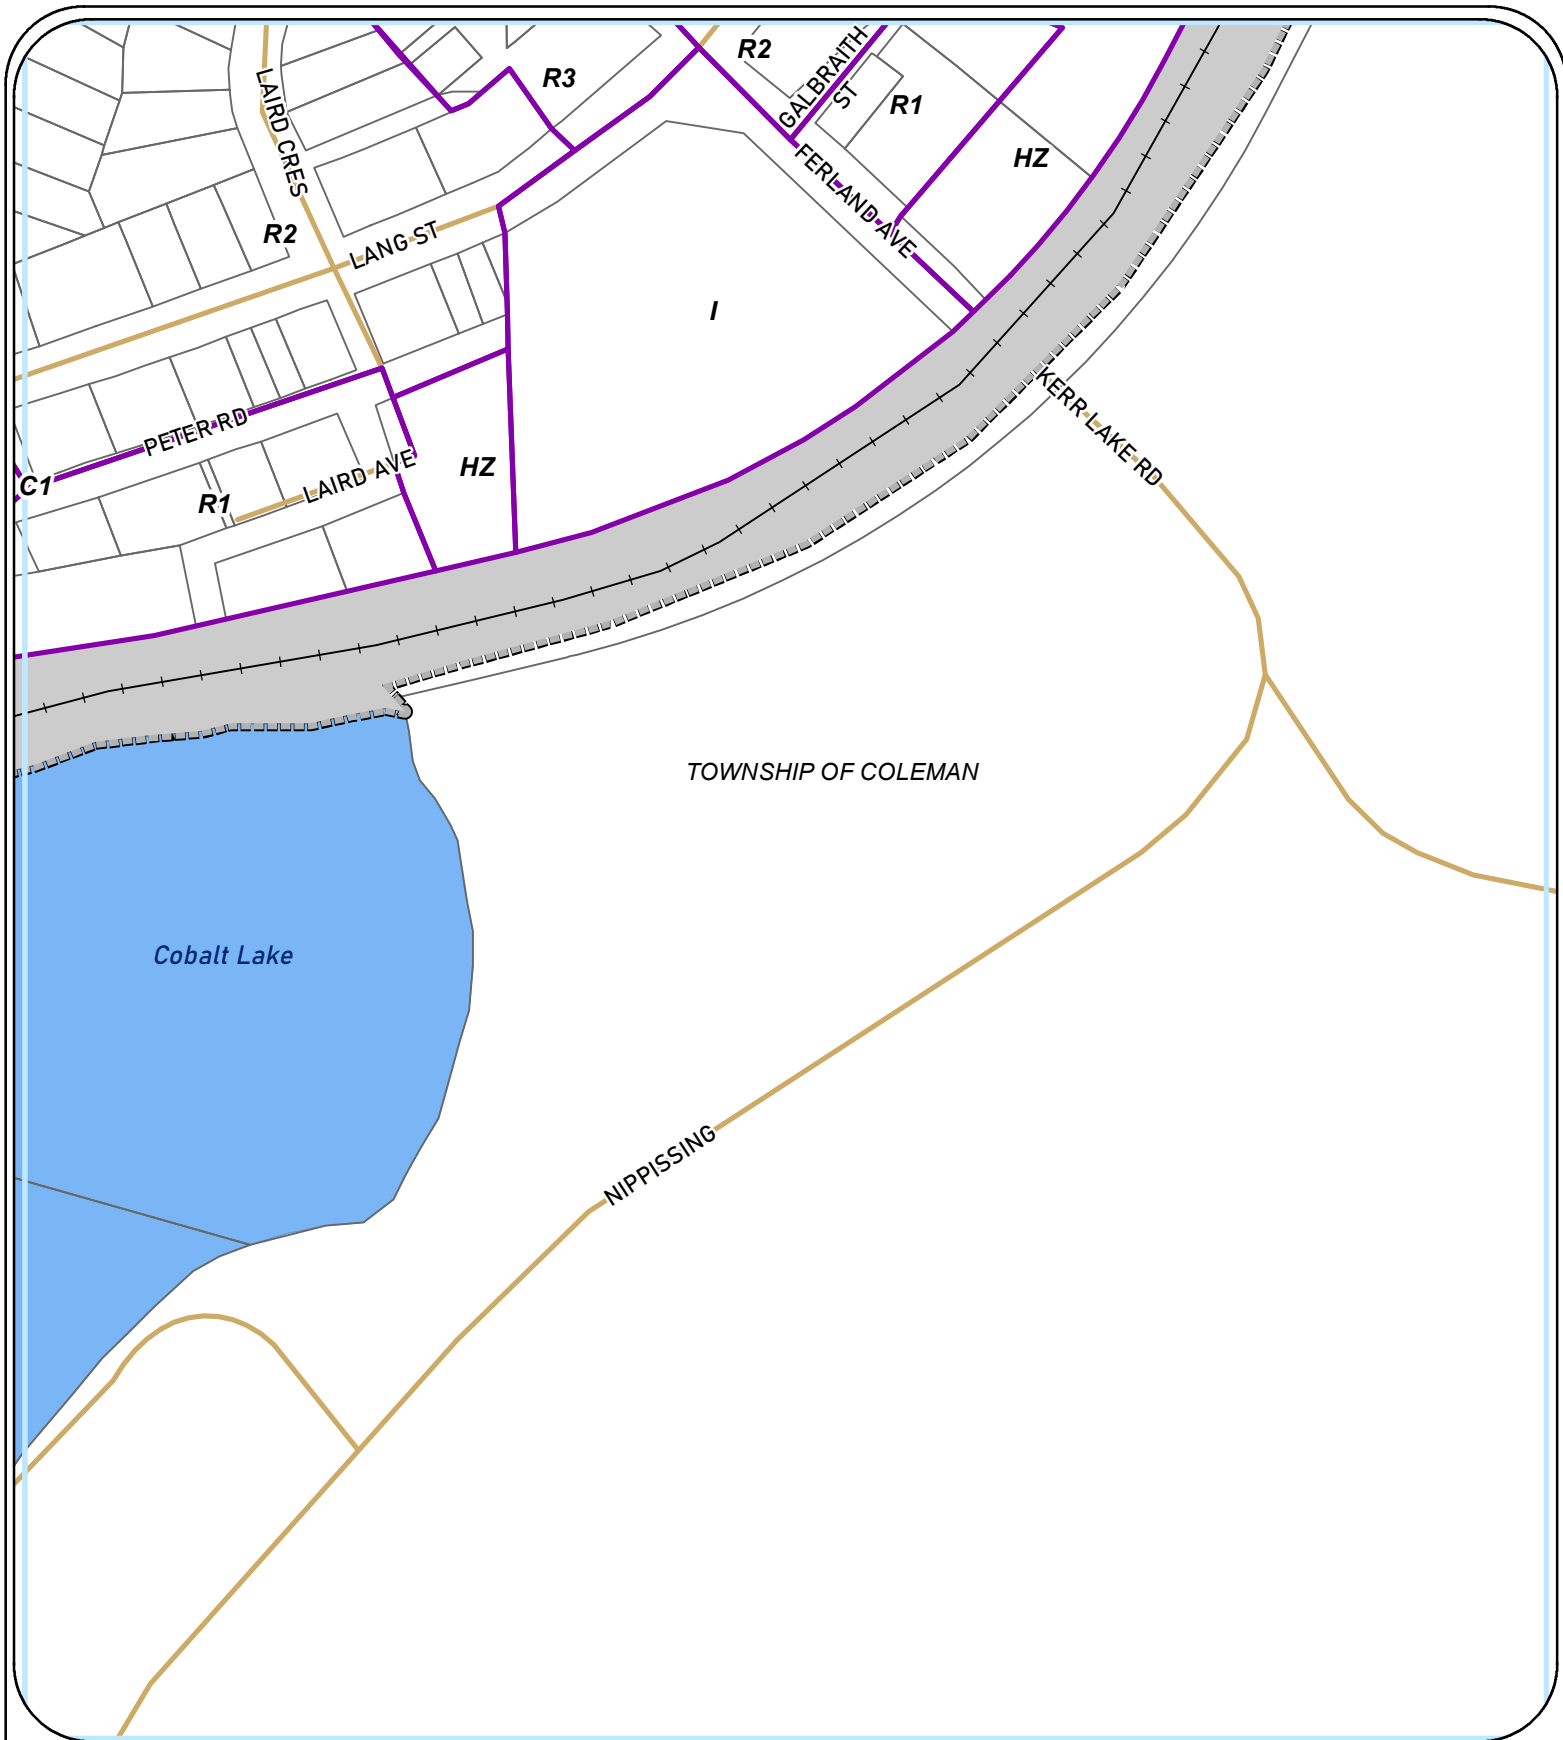 R2
R3
GALBRAITH
ST
R1
LAIRD CRES
HZ
FERLAND AVE
R2
LANG ST
I
KERR LAKE RD
PETER RD
HZ
LAIRD AVE
C1
R1
TOWNSHIP OF COLEMAN
Cobalt Lake
NIPPISSING